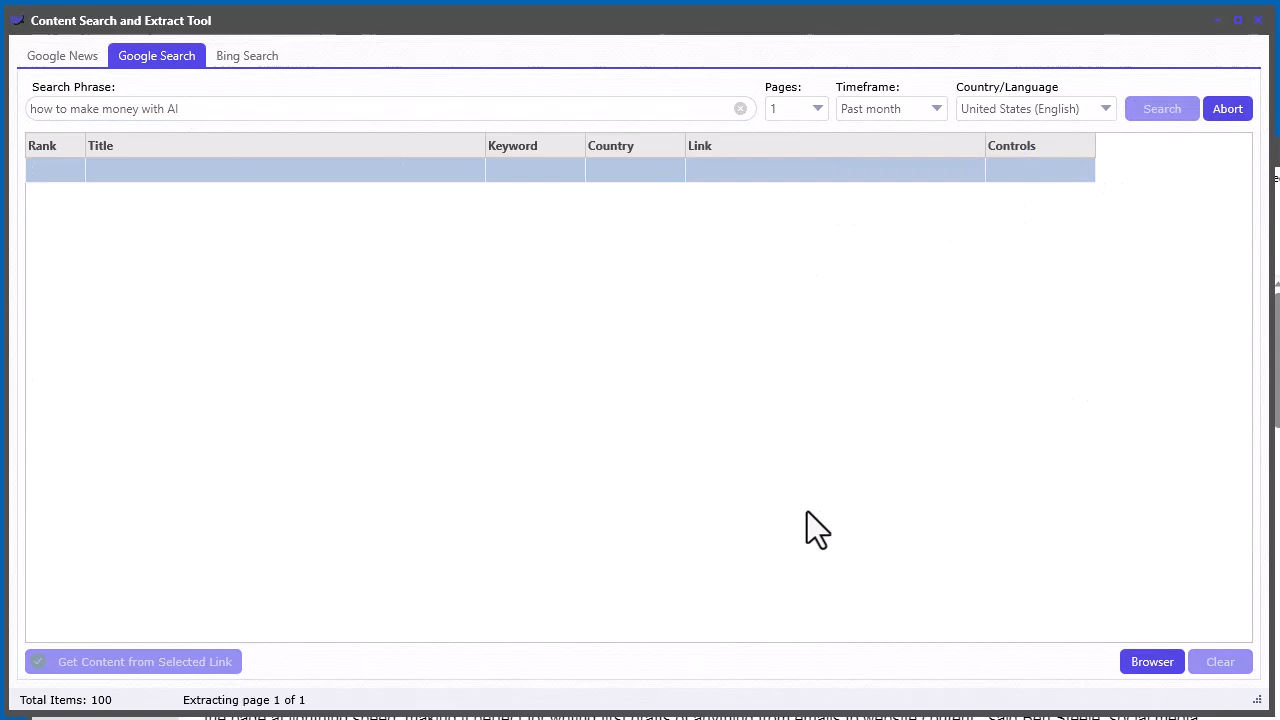 Content Search and Extract Tool
Google News
Google Search
Bing Search
Search Phrase:
Pages:
Timeframe:
Country/Language
how to make money with AI
1
Past month
United States (English)
Search
Abort
Rank
Title
Keyword
Country
Link
Controls
Get Content from Selected Link
Browser
Clear
Total Items: 100
Extracting page 1 of 1